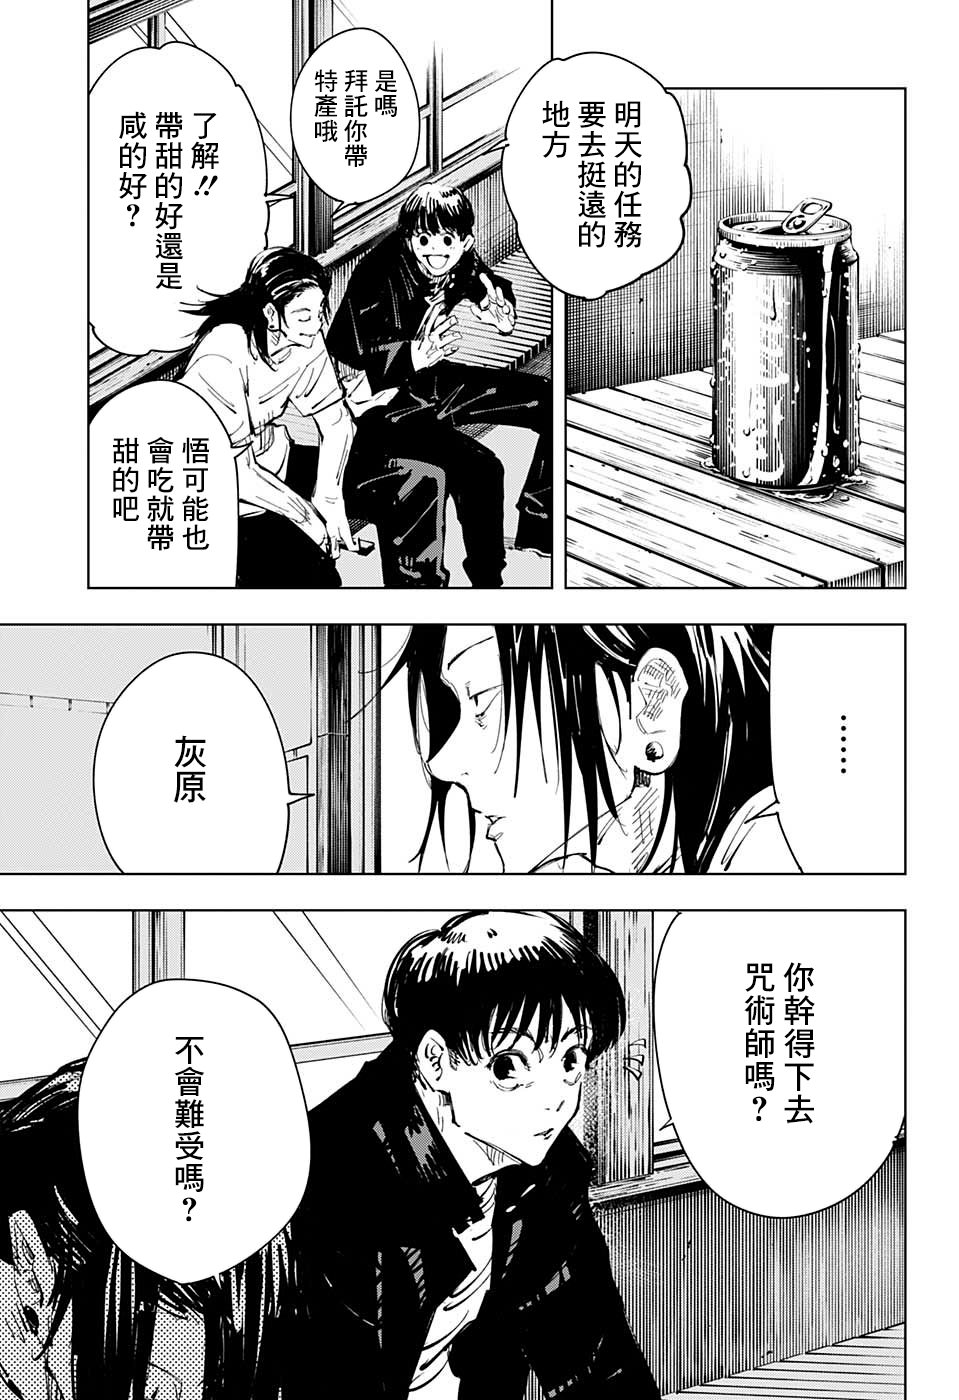 明天的任務
要去挺遠的
地方
是嗎
拜託你帶
特產哦
了解!!
帶甜的好還是
咸的好?
悟可能也
會吃就帶
甜的吧
……
灰原
你幹得下去
咒術師嗎?
不會難受嗎?